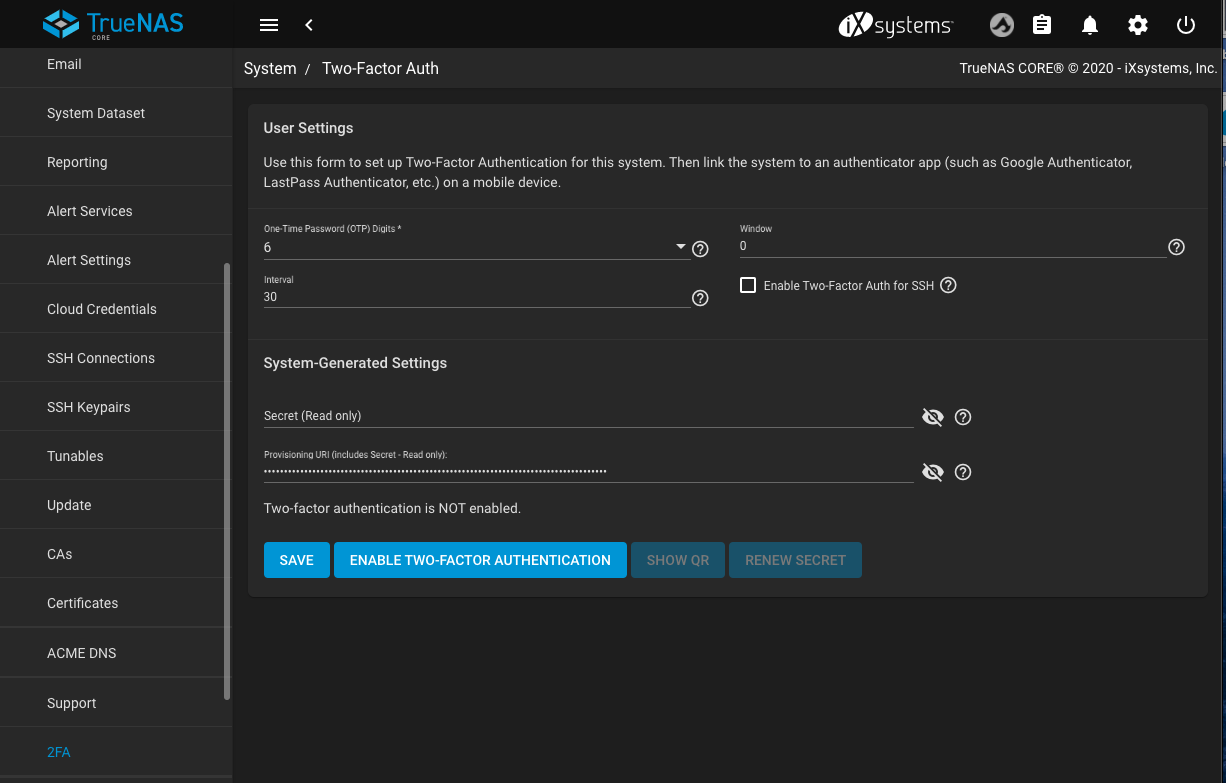 TrueNAS
CORE
iXsystems
Email
System Dataset
Reporting
Alert Services
Alert Settings
Cloud Credentials
SSH Connections
SSH Keypairs
Tunables
Update
CAs
Certificates
ACME DNS
Support
2FA
System / Two-Factor Auth
TrueNAS CORE® © 2020 - iXsystems, Inc.
User Settings
Use this form to set up Two-Factor Authentication for this system. Then link the system to an authenticator app (such as Google Authenticator,
LastPass Authenticator, etc.) on a mobile device.
One-Time Password (OTP) Digits *
6
Window
0
Interval
30
Enable Two-Factor Auth for SSH
System-Generated Settings
Secret (Read only)
Provisioning URI (includes Secret - Read only):
Two-factor authentication is NOT enabled.
SAVE
ENABLE TWO-FACTOR AUTHENTICATION
SHOW QR
RENEW SECRET